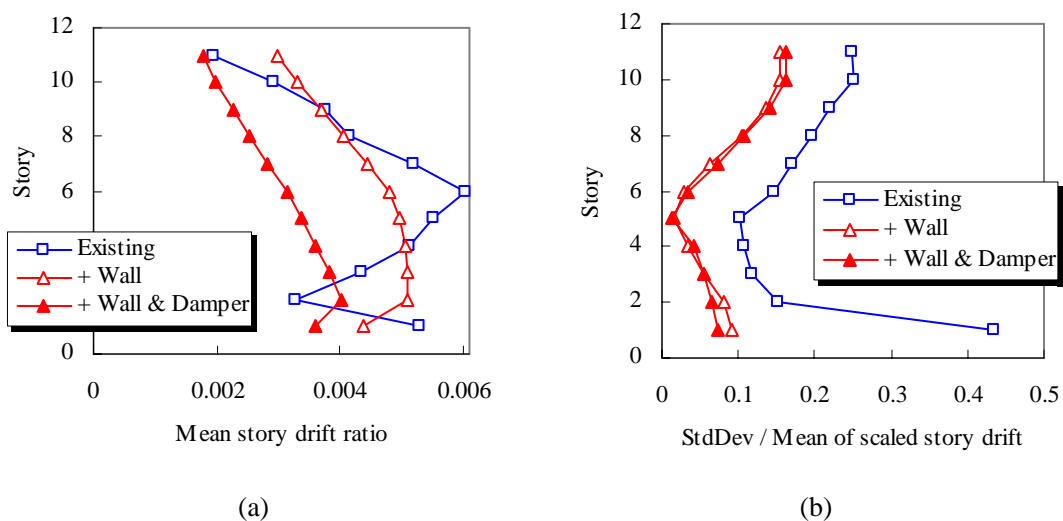 12
10
8
6
4
2
0
Story
Existing
+ Wall
+ Wall & Damper
0
0.002
0.004
0.006
Mean story drift ratio
(a)
12
10
8
6
4
2
0
Story
Existing
+ Wall
+ Wall & Damper
0
0.1
0.2
0.3
0.4
0.5
StdDev / Mean of scaled story drift
(b)